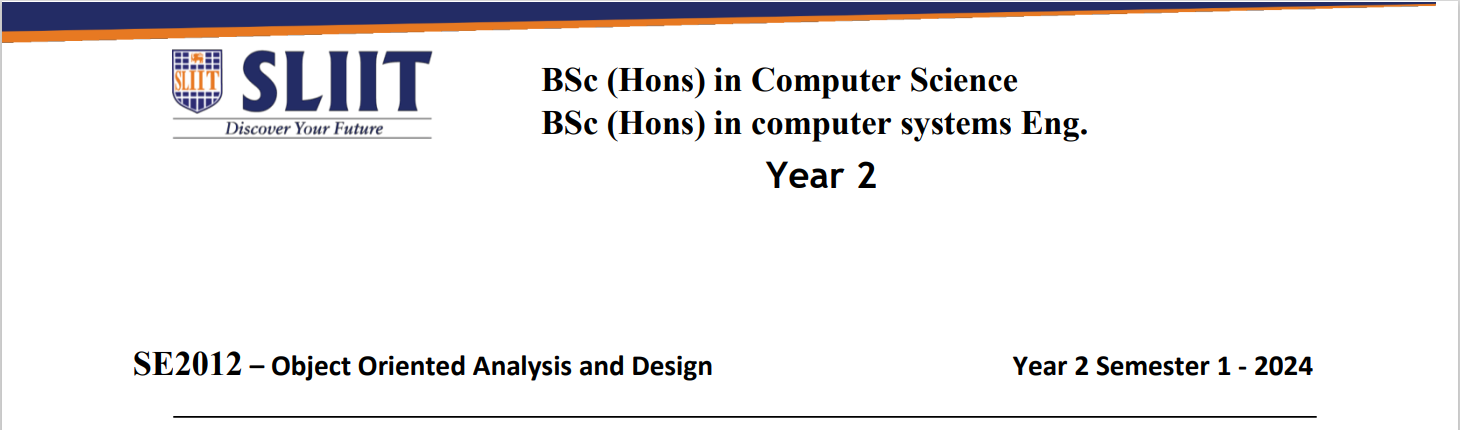 SLIIT
SLIIT
Discover Your Future
BSc (Hons) in Computer Science
BSc (Hons) in computer systems Eng.
Year 2
SE2012 – Object Oriented Analysis and Design Year 2 Semester 1 - 2024